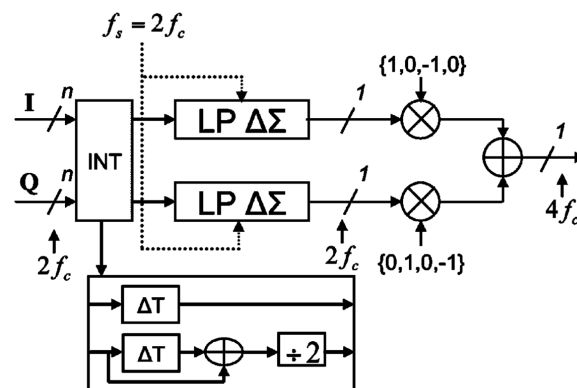 f_s = 2f_c
I n INT LP ΔΣ 1 {1,0,-1,0}
Q n LP ΔΣ 1 1
2f_c 2f_c {0,1,0,-1} 4f_c
ΔT
ΔT ÷2